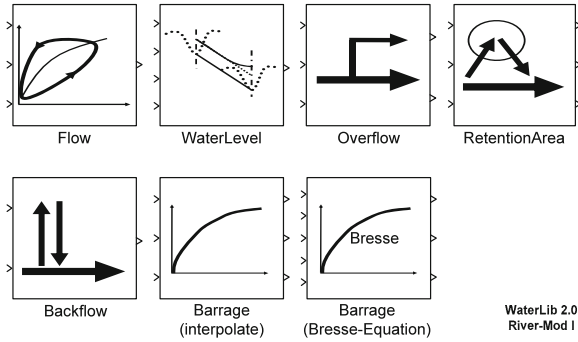 Flow
WaterLevel
Overflow
RetentionArea
Bresse
Backflow
Barrage
(interpolate)
Barrage
(Bresse-Equation)
WaterLib 2.0
River-Mod I